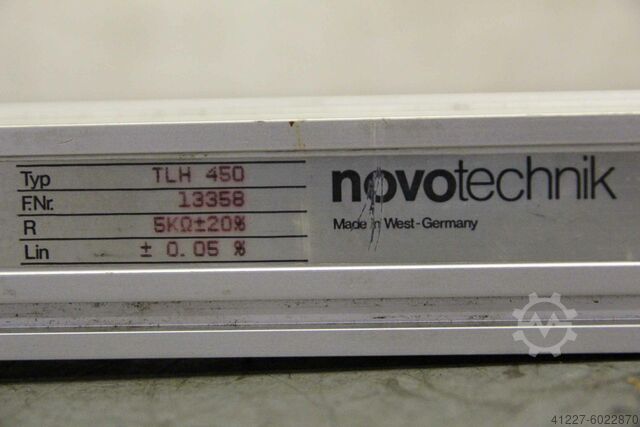 Typ TLH 450
F.Nr. 13358
R 5KΩ±20%
Lin ± 0.05 %
novotechnik
Made in West-Germany
41227-6022870